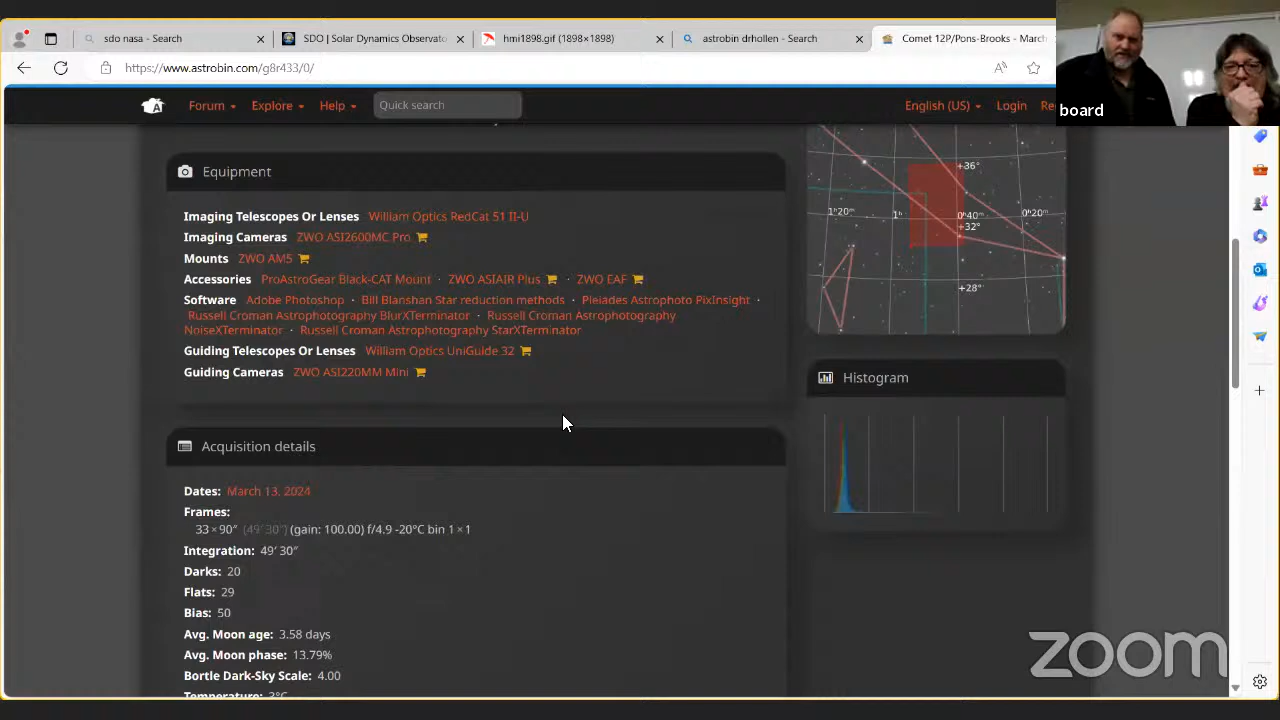 sdo nasa - Search
SDO | Solar Dynamics Observato
hmi1898.gif (1898×1898)
astrobin drhollen - Search
Comet 12P/Pons-Brooks - March
https://www.astrobin.com/g8r433/0/
board
Forum
Explore
Help
Quick search
English (US)
Login
Re
Equipment
Imaging Telescopes Or Lenses William Optics RedCat 51 II-U
Imaging Cameras ZWO ASI2600MC Pro
Mounts ZWO AM5
Accessories ProAstroGear Black-CAT Mount · ZWO ASIAIR Plus · ZWO EAF
Software Adobe Photoshop · Bill Blanshan Star reduction methods · Pleiades Astrophoto PixInsight ·
Russell Croman Astrophotography BlurXTerminator · Russell Croman Astrophotography
NoiseXTerminator · Russell Croman Astrophotography StarXTerminator
Guiding Telescopes Or Lenses William Optics UniGuide 32
Guiding Cameras ZWO ASI220MM Mini
+36°
1h20m
1h
0h40m
0h20m
+32°
+28°
Histogram
Acquisition details
Dates: March 13, 2024
Frames:
33 × 90″ (49′ 30″) (gain: 100.00) f/4.9 -20°C bin 1×1
Integration: 49′ 30″
Darks: 20
Flats: 29
Bias: 50
Avg. Moon age: 3.58 days
Avg. Moon phase: 13.79%
Bortle Dark-Sky Scale: 4.00
Temperature: 3°C
zoom